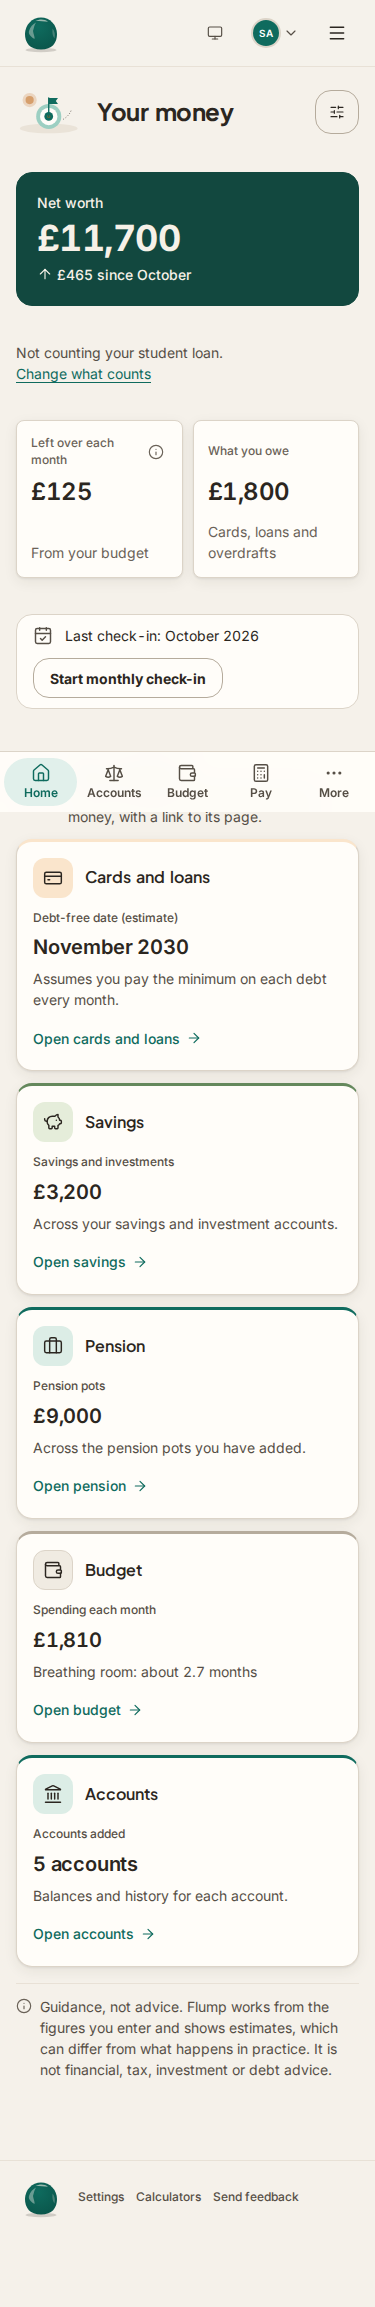 SA
Your money
Net worth
£11,700
↑ £465 since October
Not counting your student loan.
Change what counts
Left over each
month
£125
From your budget
What you owe
£1,800
Cards, loans and
overdrafts
Last check-in: October 2026
Start monthly check-in
Home
Accounts
Budget
Pay
More
money, with a link to its page.
Cards and loans
Debt-free date (estimate)
November 2030
Assumes you pay the minimum on each debt
every month.
Open cards and loans →
Savings
Savings and investments
£3,200
Across your savings and investment accounts.
Open savings →
Pension
Pension pots
£9,000
Across the pension pots you have added.
Open pension →
Budget
Spending each month
£1,810
Breathing room: about 2.7 months
Open budget →
Accounts
Accounts added
5 accounts
Balances and history for each account.
Open accounts →
Guidance, not advice. Flump works from the
figures you enter and shows estimates, which
can differ from what happens in practice. It is
not financial, tax, investment or debt advice.
Settings
Calculators
Send feedback